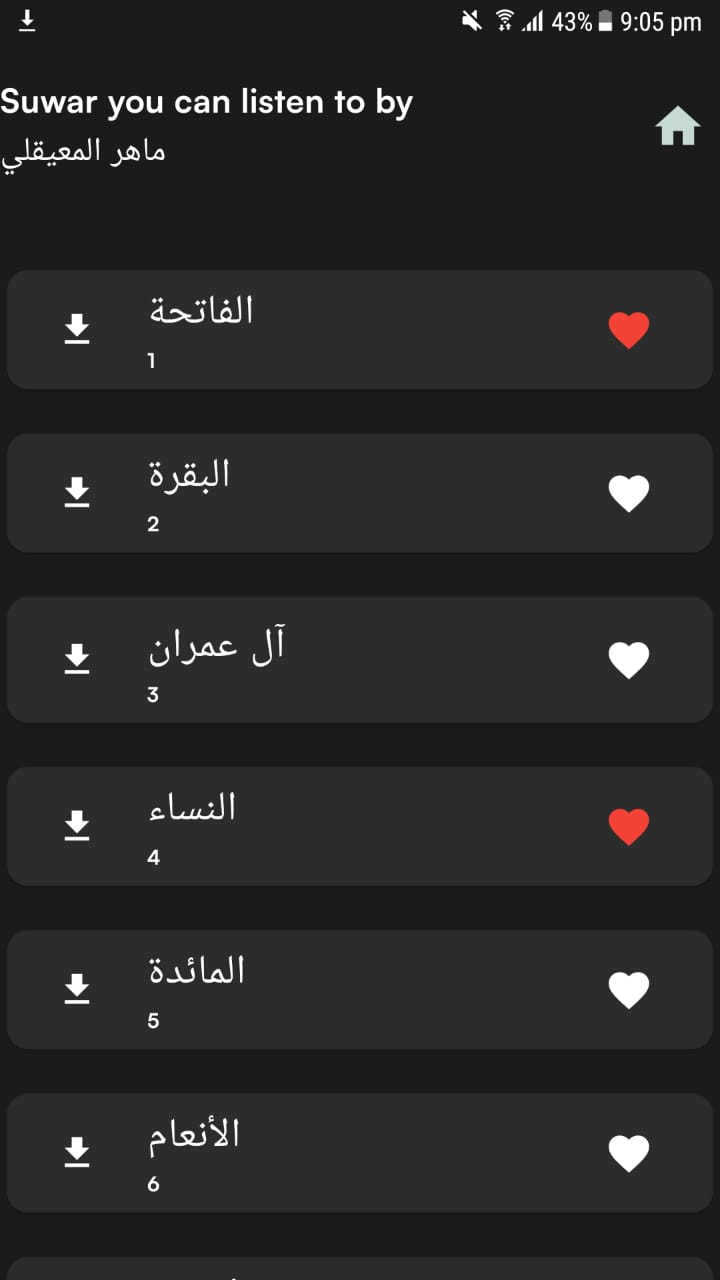 43% 9:05 pm
Suwar you can listen to by
ماهر المعيقلي
الفاتحة
1
البقرة
2
آل عمران
3
النساء
4
المائدة
5
الأنعام
6